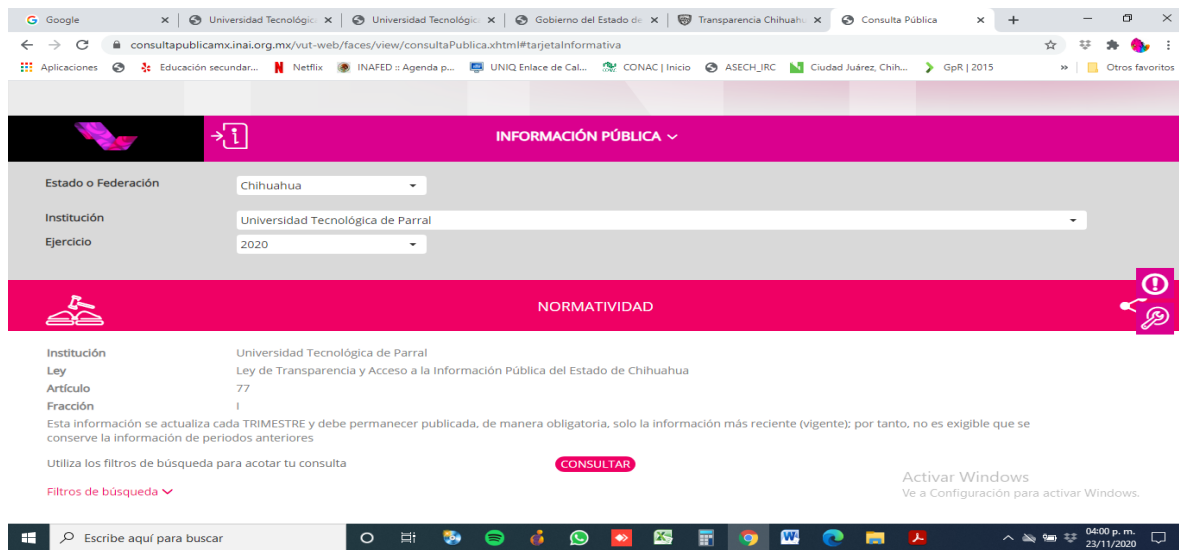 Google
Universidad Tecnológic
Universidad Tecnológic
Gobierno del Estado de
Transparencia Chihuahu
Consulta Pública
consultapublicamx.inai.org.mx/vut-web/faces/view/consultaPublica.xhtml#tarjetaInformativa
Aplicaciones
Educación secundar...
Netflix
INAFED :: Agenda p...
UNIQ Enlace de Cal...
CONAC | Inicio
ASECH_IRC
Ciudad Juárez, Chih...
GpR | 2015
»
Otros favoritos
INFORMACIÓN PÚBLICA
Estado o Federación
Chihuahua
Institución
Universidad Tecnológica de Parral
Ejercicio
2020
NORMATIVIDAD
Institución Universidad Tecnológica de Parral
Ley Ley de Transparencia y Acceso a la Información Pública del Estado de Chihuahua
Artículo 77
Fracción I
Esta información se actualiza cada TRIMESTRE y debe permanecer publicada, de manera obligatoria, solo la información más reciente (vigente); por tanto, no es exigible que se
conserve la información de periodos anteriores
Utiliza los filtros de búsqueda para acotar tu consulta
CONSULTAR
Filtros de búsqueda
Activar Windows
Ve a Configuración para activar Windows.
Escribe aquí para buscar
04:00 p. m.
23/11/2020